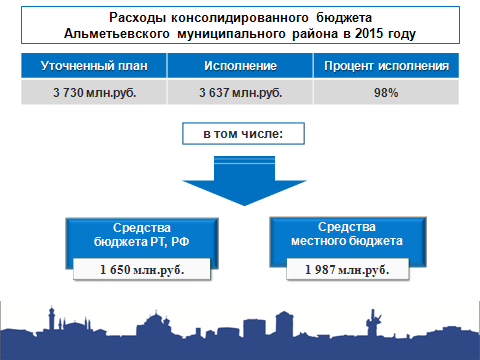 Расходы консолидированного бюджета
Альметьевского муниципального района в 2015 году
Уточненный план Исполнение Процент исполнения
3 730 млн.руб. 3 637 млн.руб. 98%
в том числе:
Средства
бюджета РТ, РФ
1 650 млн.руб.
Средства
местного бюджета
1 987 млн.руб.